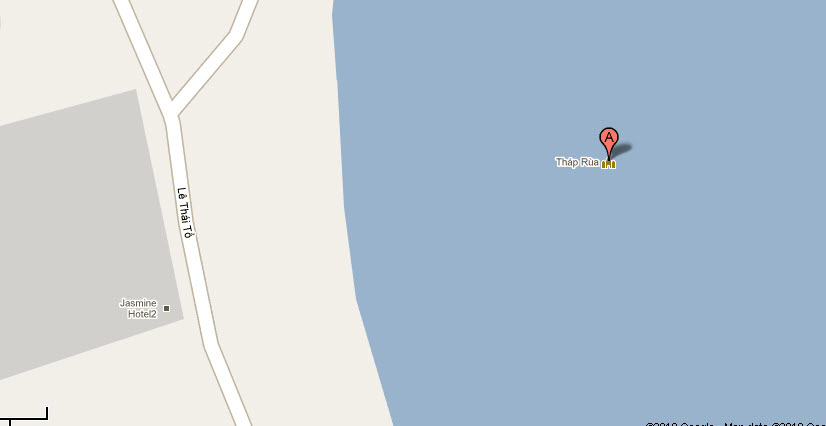 A
Tháp Rùa
Lê Thái Tổ
Jasmine
Hotel2